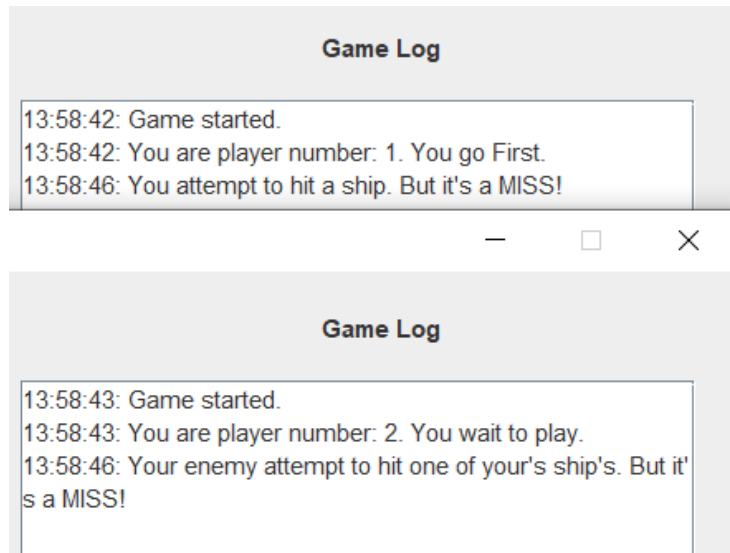 Game Log
13:58:42: Game started.
13:58:42: You are player number: 1. You go First.
13:58:46: You attempt to hit a ship. But it's a MISS!
Game Log
13:58:43: Game started.
13:58:43: You are player number: 2. You wait to play.
13:58:46: Your enemy attempt to hit one of your's ship's. But it'
s a MISS!